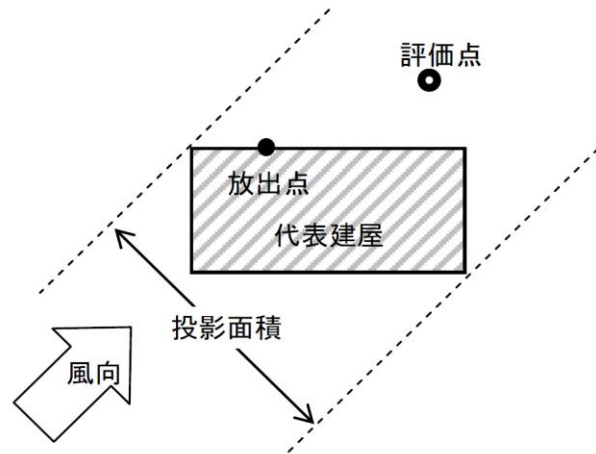 評価点
放出点
代表建屋
投影面積
風向